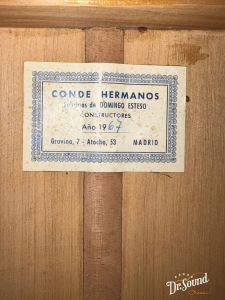 CONDE HERMANOS
Sobrinos de DOMINGO ESTESO
CONSTRUCTORES
Año 1967
Gravina, 7 - Atocha, 53 MADRID
Dr.Sound